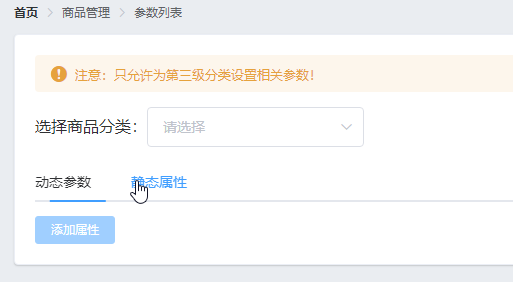 首页 > 商品管理 > 参数列表
注意：只允许为第三级分类设置相关参数！
选择商品分类： 请选择
动态参数 静态属性
添加属性